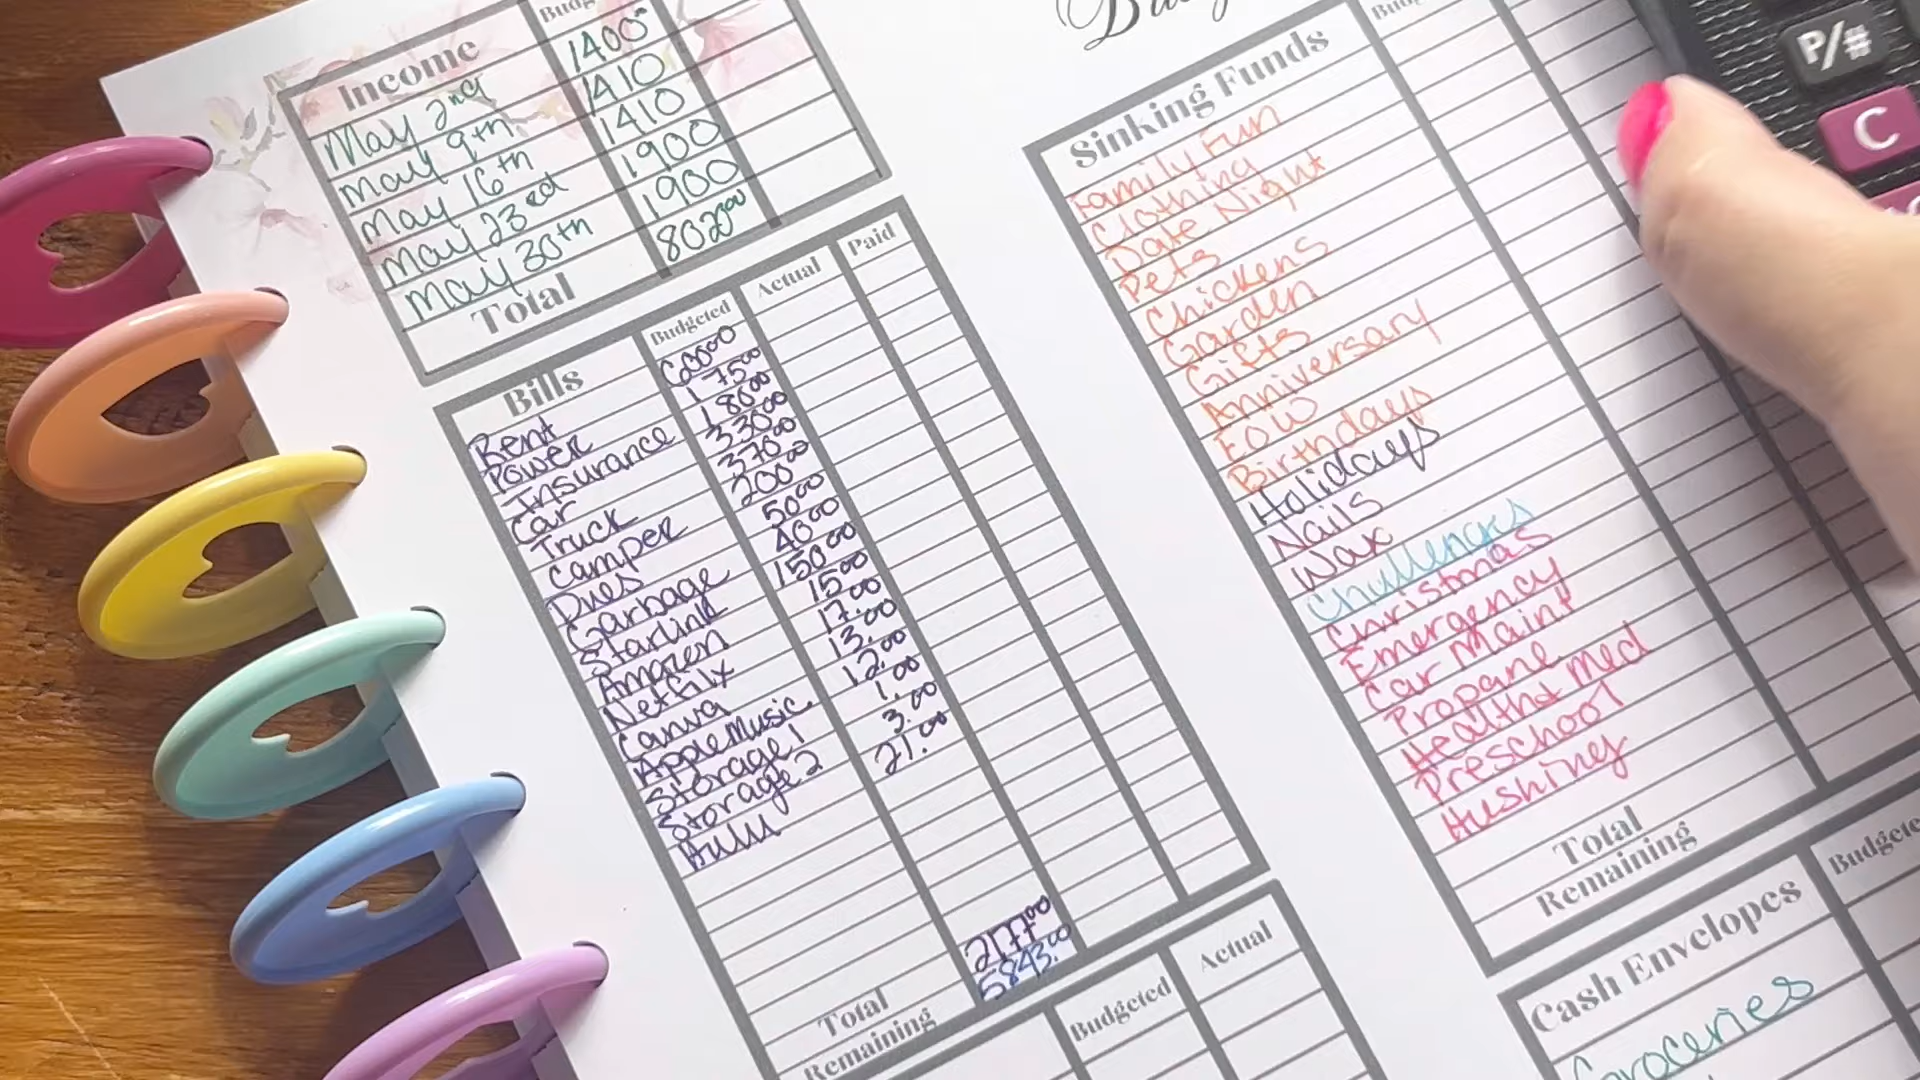 Income
May 2nd 1400.00
May 9th 1410
May 16th 1410
May 23rd 1900
May 30th 1900
Total 8020.00
Bills Budgeted Actual Paid
Rent 600.00
Power 175.00
Insurance 180.00
Car 330.00
Truck 370.00
Camper 200.00
Dues 50.00
Garbage 40.00
Starlink 150.00
Amazon 15.00
Netflix 17.00
Canva 13.00
Apple Music 12.00
Storage 1 1.00
Storage 2 3.00
Hulu 21.00
Total 2177.00
Remaining 5843.00
Budgeted Actual
Sinking Funds
Family Fun
Clothing
Date Night
Pets
Chickens
Garden
Gifts
Anniversary
EOW
Birthdays
Holidays
Nails
Wax
Challenges
Christmas
Emergency
Car Maint
Propane
Health & Med
Preschool
Total
Remaining
Cash Envelopes
Groceries
P/#
C